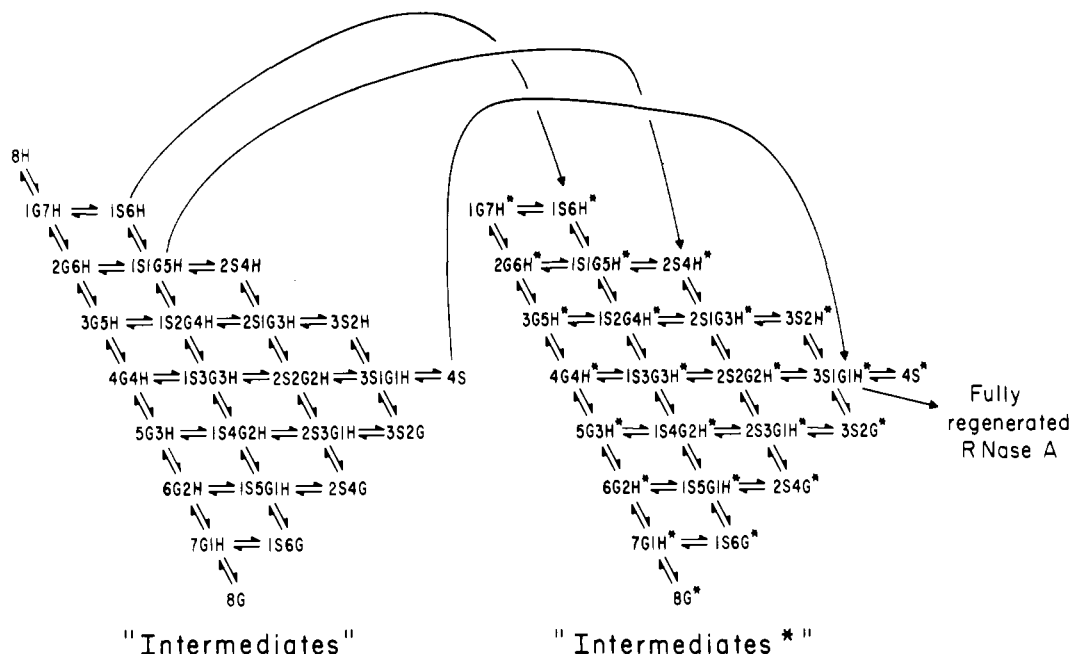 8H
1G7H 1S6H
2G6H 1S1G5H 2S4H
3G5H 1S2G4H 2S1G3H 3S2H
4G4H 1S3G3H 2S2G2H 3S1G1H 4S
5G3H 1S4G2H 2S3G1H 3S2G
6G2H 1S5G1H 2S4G
7G1H 1S6G
8G
"Intermediates"
1G7H* 1S6H*
2G6H* 1S1G5H* 2S4H*
3G5H* 1S2G4H* 2S1G3H* 3S2H*
4G4H* 1S3G3H* 2S2G2H* 3S1G1H* 4S*
5G3H* 1S4G2H* 2S3G1H* 3S2G*
6G2H* 1S5G1H* 2S4G*
7G1H* 1S6G*
8G*
"Intermediates*"
Fully
regenerated
RNase A